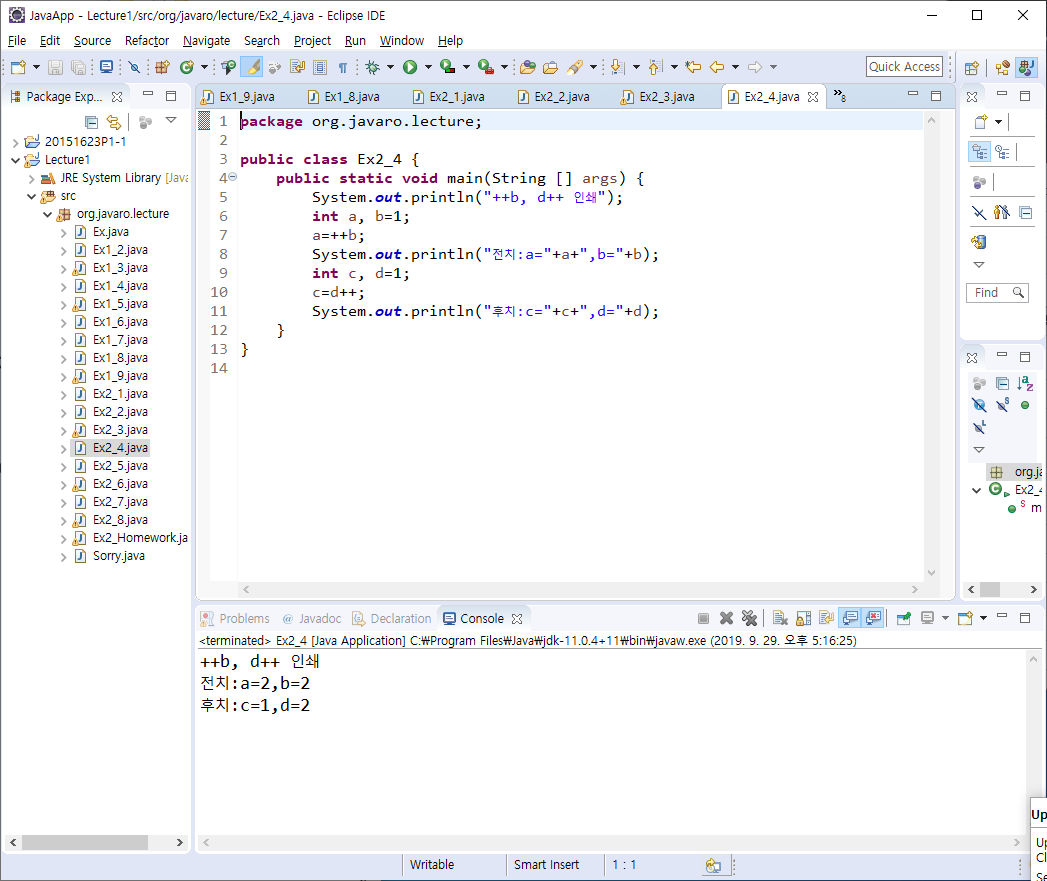 JavaApp - Lecture1/src/org/javaro/lecture/Ex2_4.java - Eclipse IDE
File Edit Source Refactor Navigate Search Project Run Window Help
Quick Access
Package Exp...
Ex1_9.java Ex1_8.java Ex2_1.java Ex2_2.java Ex2_3.java Ex2_4.java »8
20151623P1-1
Lecture1
JRE System Library [Java
src
org.javaro.lecture
Ex.java
Ex1_2.java
Ex1_3.java
Ex1_4.java
Ex1_5.java
Ex1_6.java
Ex1_7.java
Ex1_8.java
Ex1_9.java
Ex2_1.java
Ex2_2.java
Ex2_3.java
Ex2_4.java
Ex2_5.java
Ex2_6.java
Ex2_7.java
Ex2_8.java
Ex2_Homework.ja
Sorry.java
1 package org.javaro.lecture;
2
3 public class Ex2_4 {
4 public static void main(String [] args) {
5 System.out.println("++b, d++ 인쇄");
6 int a, b=1;
7 a=++b;
8 System.out.println("전치:a="+a+",b="+b);
9 int c, d=1;
10 c=d++;
11 System.out.println("후치:c="+c+",d="+d);
12 }
13 }
14
Find
org.ja
Ex2_4
m
Problems Javadoc Declaration Console
<terminated> Ex2_4 [Java Application] C:₩Program Files₩Java₩jdk-11.0.4+11₩bin₩javaw.exe (2019. 9. 29. 오후 5:16:25)
++b, d++ 인쇄
전치:a=2,b=2
후치:c=1,d=2
Writable Smart Insert 1 : 1
Up
Up
Cl
Se